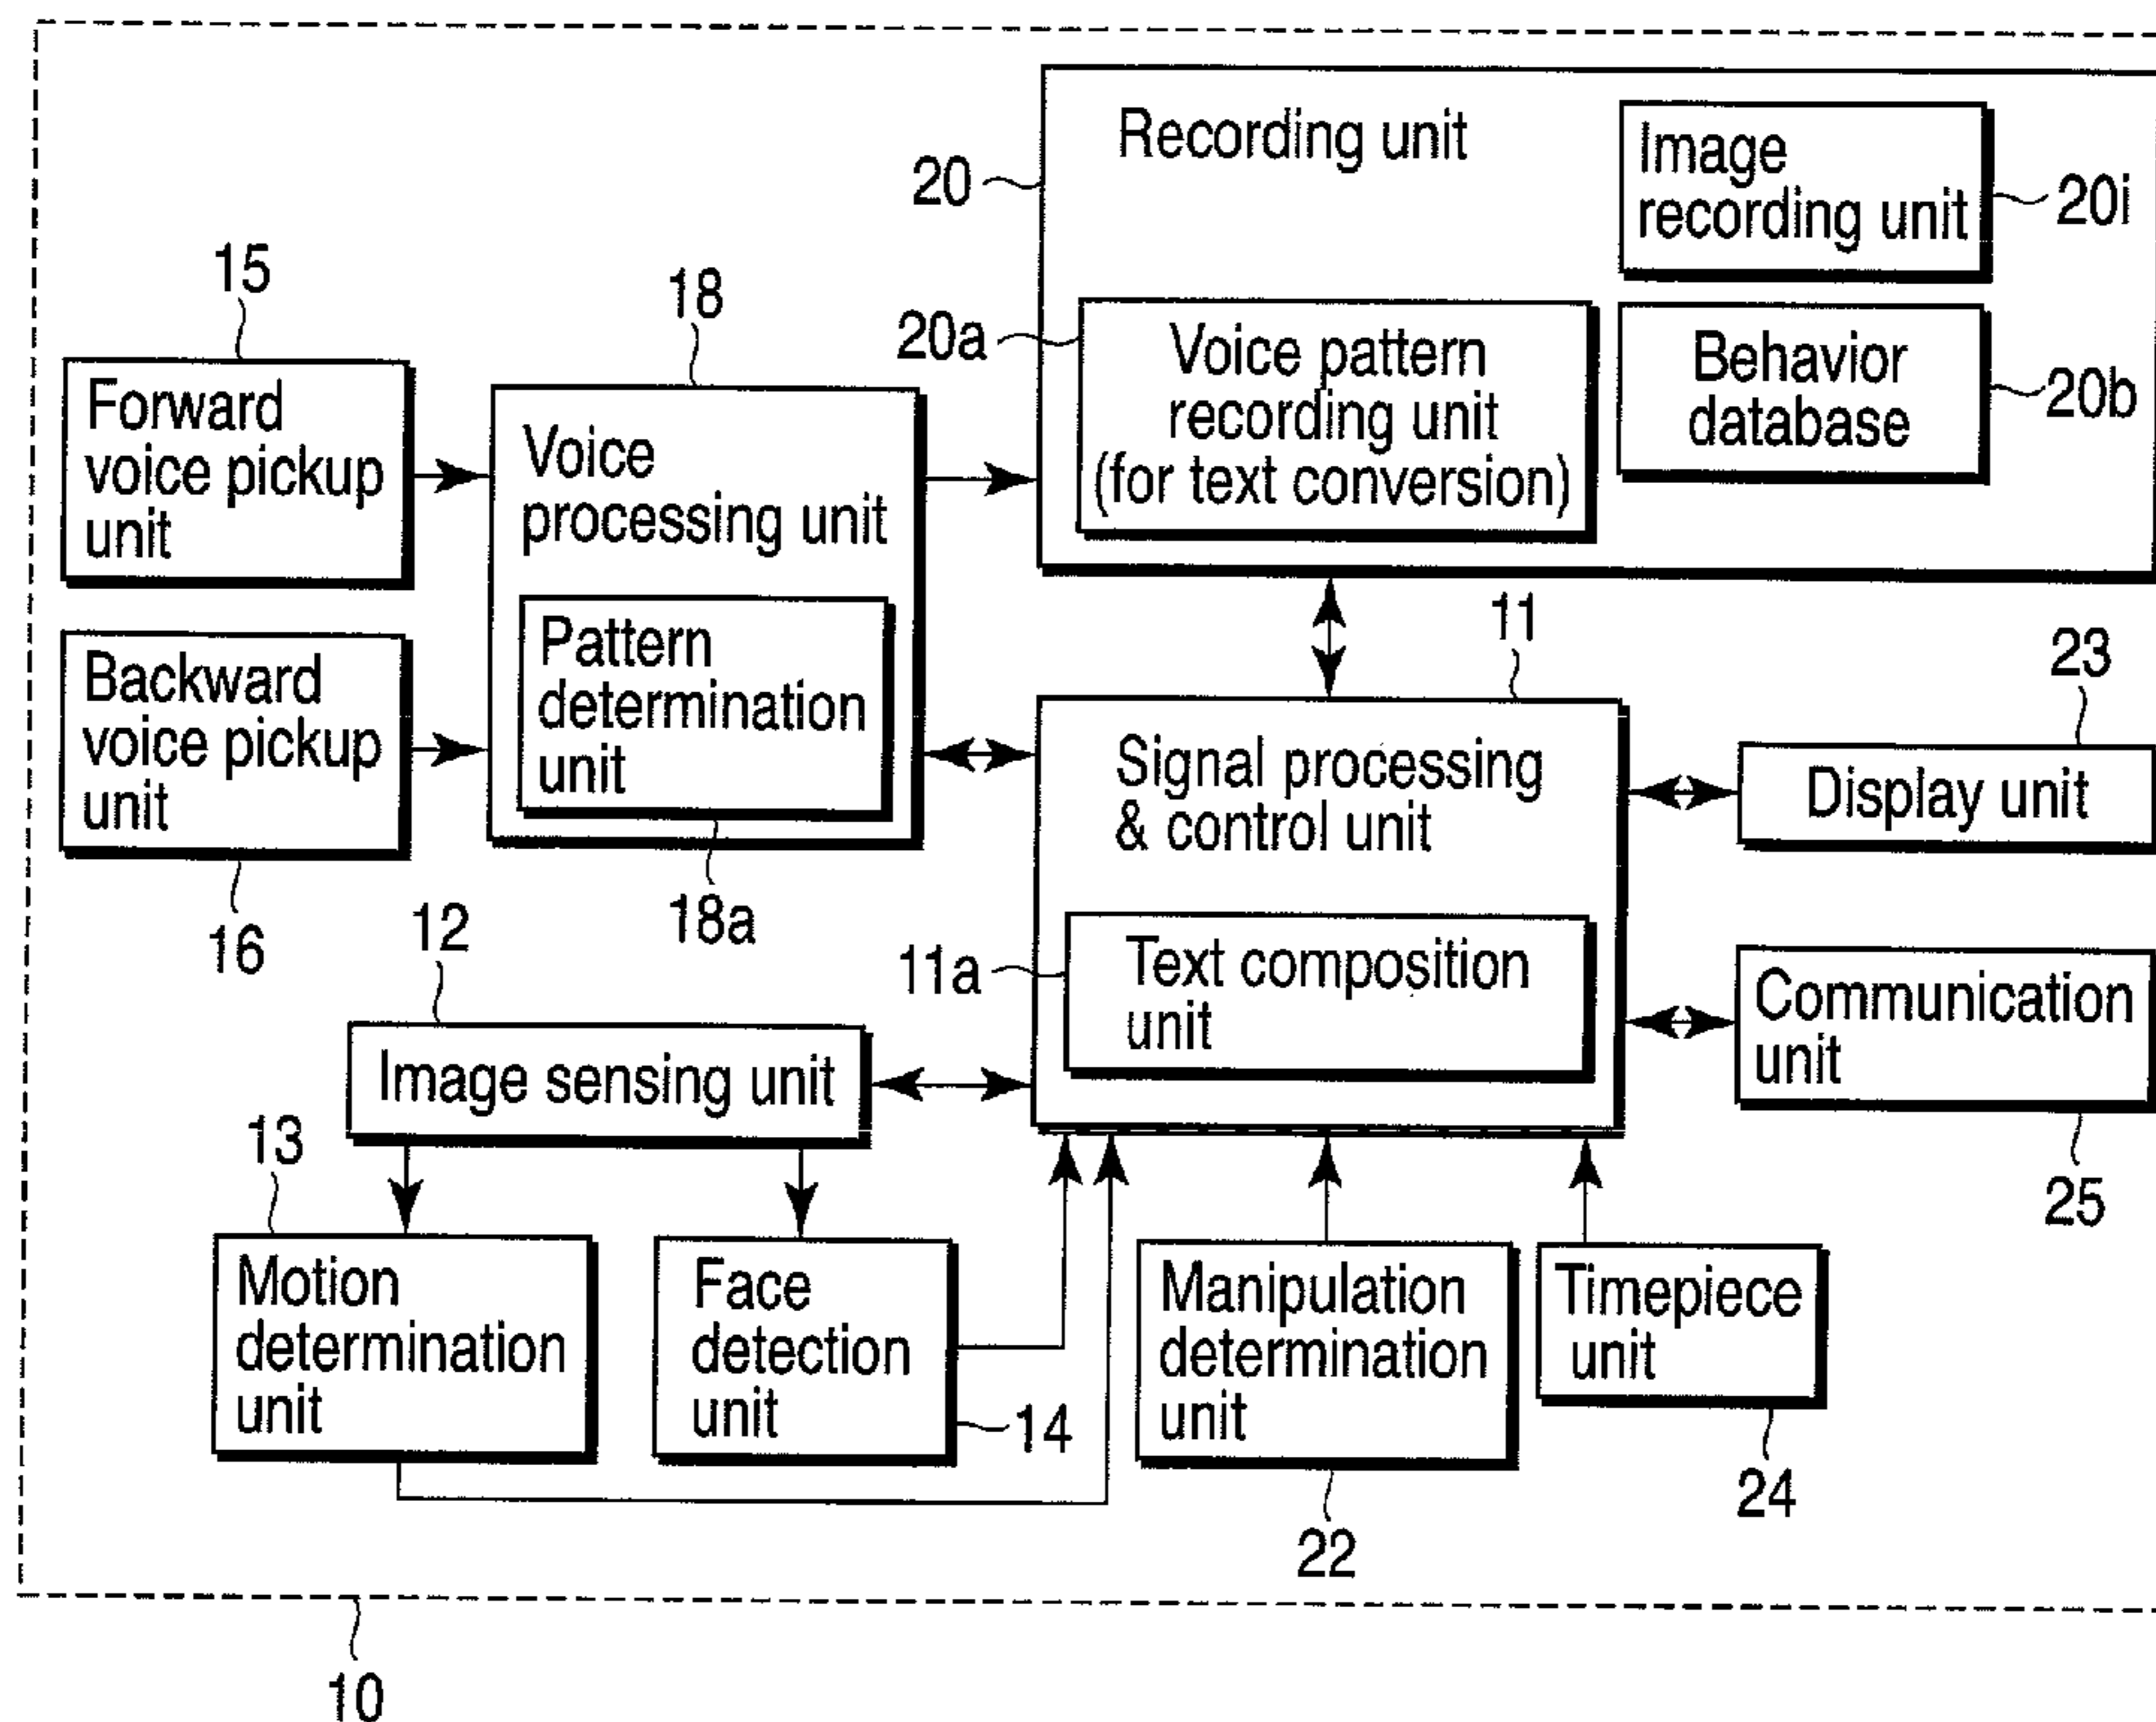 Recording unit
20
Image
recording unit
20i
20a
Voice pattern
recording unit
(for text conversion)
Behavior
database
20b
15
Forward
voice pickup
unit
18
Voice
processing unit
Pattern
determination
unit
18a
Backward
voice pickup
unit
16
11
Signal processing
& control unit
11a
Text composition
unit
23
Display unit
Communication
unit
25
12
Image sensing unit
13
Motion
determination
unit
Face
detection
unit
14
Manipulation
determination
unit
22
Timepiece
unit
24
10